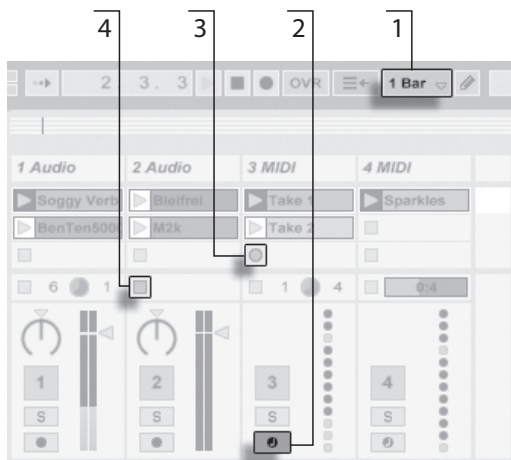 4 3 2 1
2 . 3 . 3 OVR 1 Bar
1 Audio 2 Audio 3 MIDI 4 MIDI
Soggy Verb Bleifrei Take 1 Sparkles
BenTen5000 M2k Take 2
6 1 1 4 0:4
1 2 3 4
S S S S